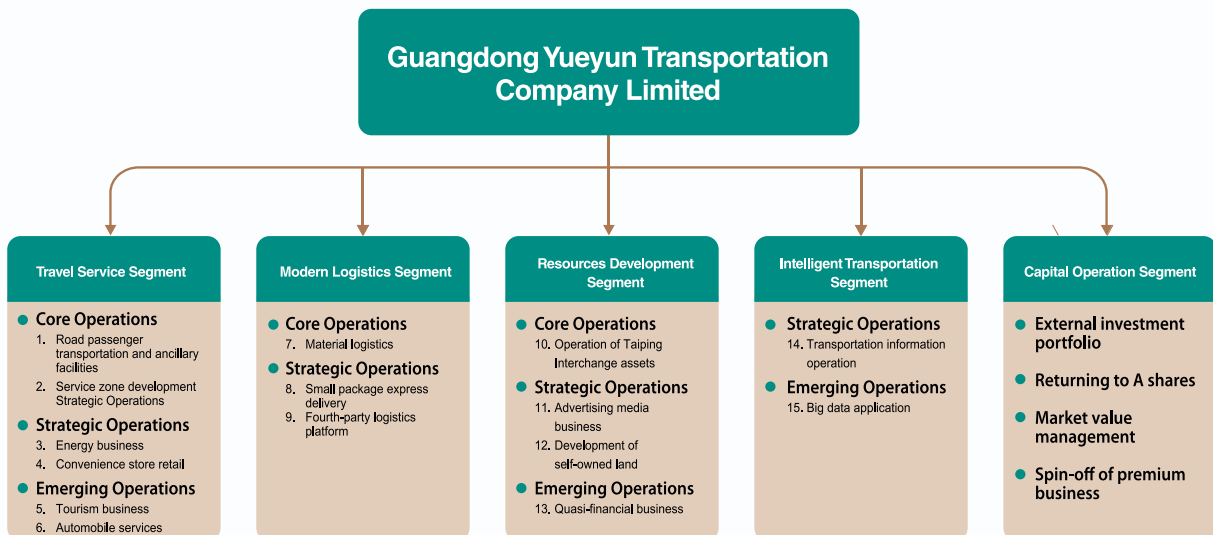 Guangdong Yueyun Transportation
Company Limited
Travel Service Segment
Core Operations
1. Road passenger
transportation and ancillary
facilities
2. Service zone development
Strategic Operations
Strategic Operations
3. Energy business
4. Convenience store retail
Emerging Operations
5. Tourism business
6. Automobile services
Modern Logistics Segment
Core Operations
7. Material logistics
Strategic Operations
8. Small package express
delivery
9. Fourth-party logistics
platform
Resources Development
Segment
Core Operations
10. Operation of Taiping
Interchange assets
Strategic Operations
11. Advertising media
business
12. Development of
self-owned land
Emerging Operations
13. Quasi-financial business
Intelligent Transportation
Segment
Strategic Operations
14. Transportation information
operation
Emerging Operations
15. Big data application
Capital Operation Segment
External investment
portfolio
Returning to A shares
Market value
management
Spin-off of premium
business